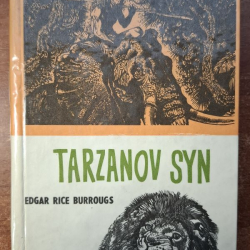 TARZANOV SYN
EDGAR RICE BURROUGS